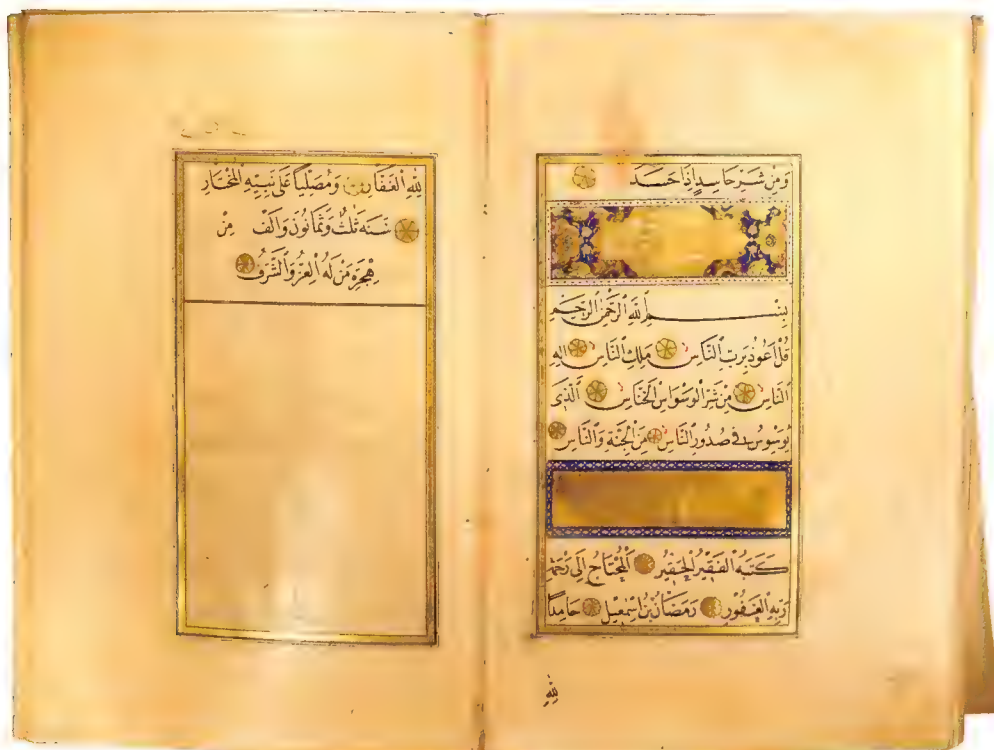 وَمِنْ شَرِّ حَاسِدٍ إِذَا حَسَدَ
بِسْمِ اللّٰهِ الرَّحْمٰنِ الرَّحِيمِ
قُلْ أَعُوذُ بِرَبِّ النَّاسِ مَلِكِ النَّاسِ إِلٰهِ
النَّاسِ مِنْ شَرِّ الْوَسْوَاسِ الْخَنَّاسِ الَّذِي
يُوَسْوِسُ فِي صُدُورِ النَّاسِ مِنَ الْجِنَّةِ وَالنَّاسِ
كَتَبَهُ الْفَقِيرُ الْحَقِيرُ الْمُحْتَاجُ إِلَى رَحْمَةِ
رَبِّهِ الْغَفُورِ رَمَضَانُ بْنُ اِسْمٰعِيلَ حَامِدًا
لِلّٰهِ
لِلّٰهِ الْغَفَّارِ وَمُصَلِّيًا عَلَى نَبِيِّهِ الْمُخْتَارِ
سَنَةَ ثَلٰثٌ وَثَمَانُونَ وَاَلْفْ مِنْ
هِجْرَةِ مَنْ لَهُ الْعِزُّ وَالشَّرَفُ